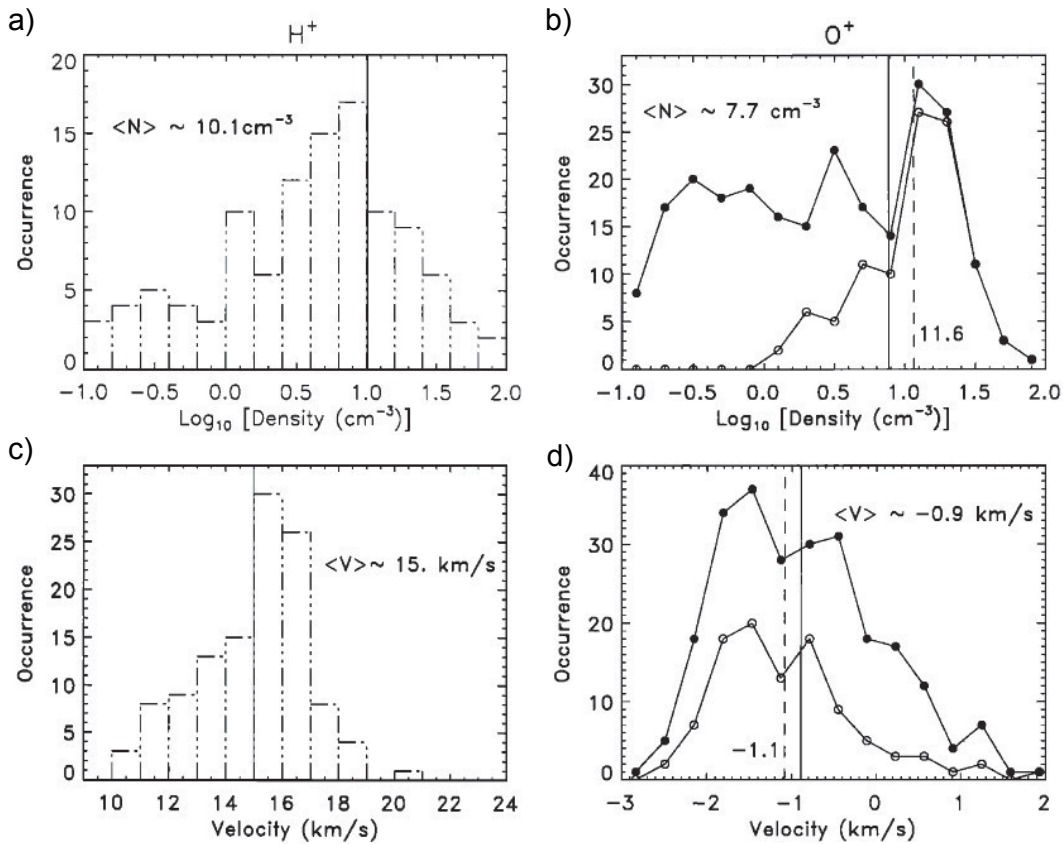 a)
H⁺
20
15
10
5
0
Occurrence
<N> ~ 10.1cm⁻³
−1.0 −0.5 0.0 0.5 1.0 1.5 2.0
Log₁₀ [Density (cm⁻³)]
b)
O⁺
30
25
20
15
10
5
0
Occurrence
<N> ~ 7.7 cm⁻³
11.6
−1.0 −0.5 0.0 0.5 1.0 1.5 2.0
Log₁₀ [Density (cm⁻³)]
c)
30
25
20
15
10
5
0
Occurrence
<V>~ 15. km/s
10 12 14 16 18 20 22 24
Velocity (km/s)
d)
40
30
20
10
0
Occurrence
<V> ~ −0.9 km/s
−1.1
−3 −2 −1 0 1 2
Velocity (km/s)